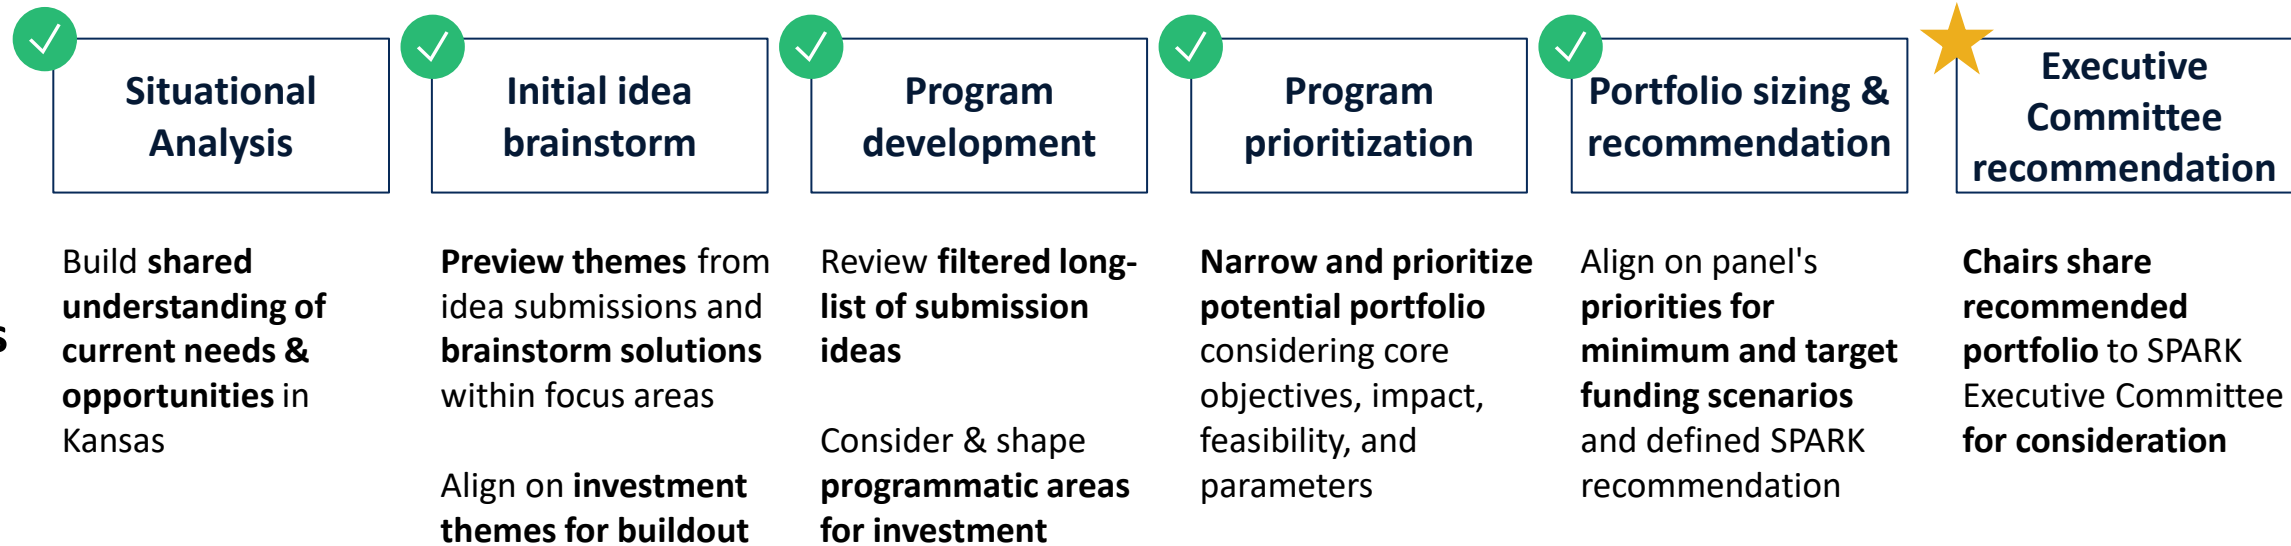 Situational
Analysis
Initial idea
brainstorm
Program
development
Program
prioritization
Portfolio sizing &
recommendation
Executive
Committee
recommendation
Build shared
understanding of
current needs &
opportunities in
Kansas
Preview themes from
idea submissions and
brainstorm solutions
within focus areas
Align on investment
themes for buildout
Review filtered long-
list of submission
ideas
Consider & shape
programmatic areas
for investment
Narrow and prioritize
potential portfolio
considering core
objectives, impact,
feasibility, and
parameters
Align on panel's
priorities for
minimum and target
funding scenarios
and defined SPARK
recommendation
Chairs share
recommended
portfolio to SPARK
Executive Committee
for consideration